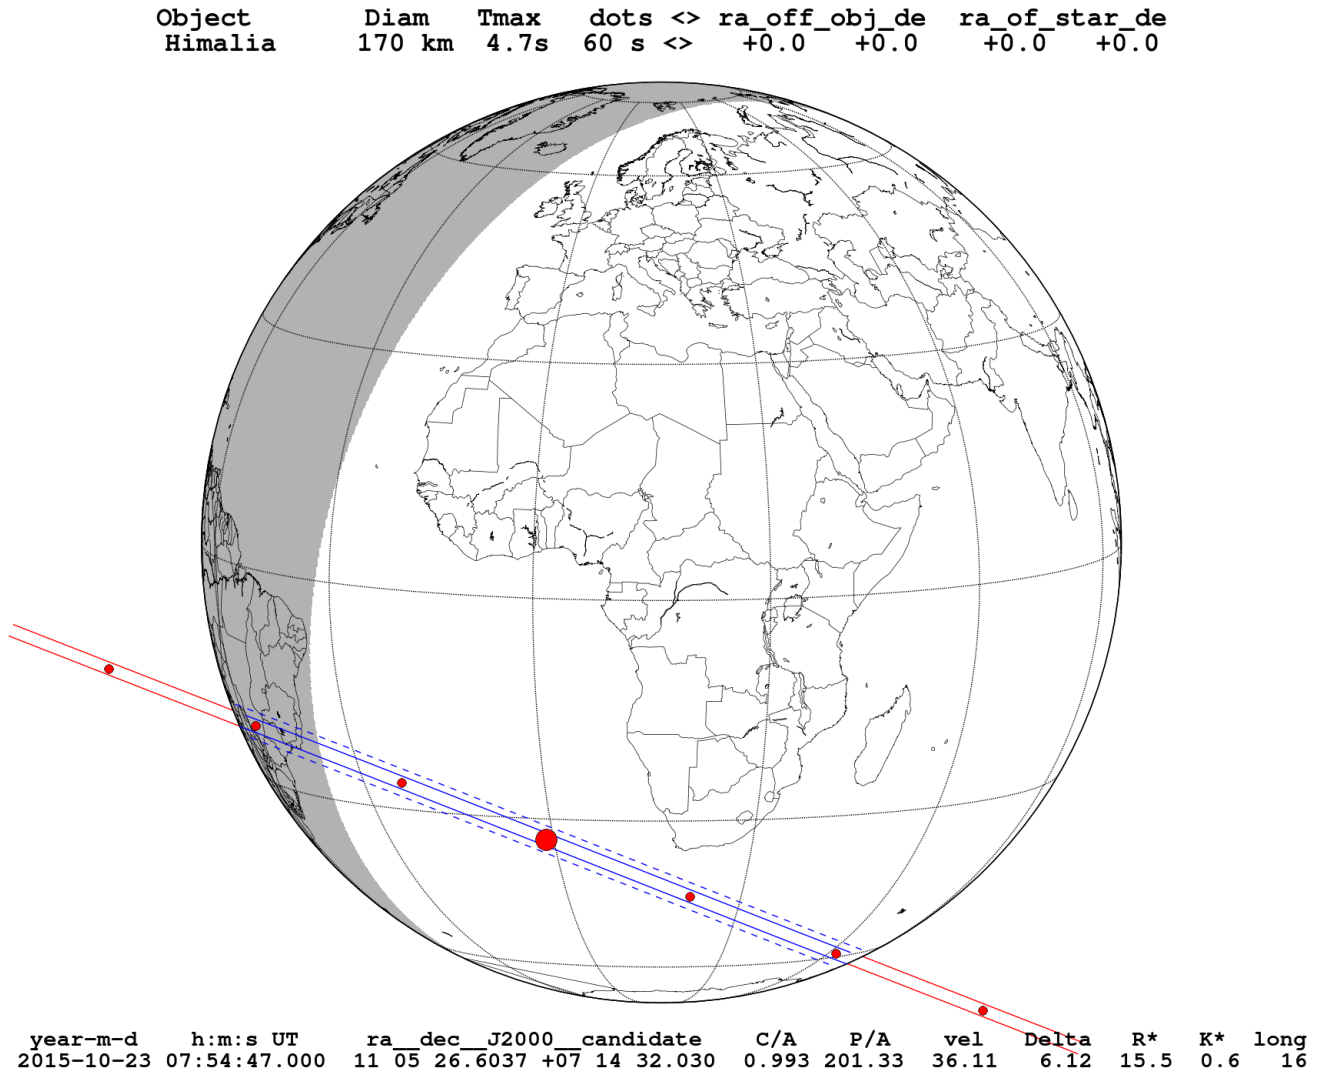 Object Diam Tmax dots <> ra_off_obj_de ra_of_star_de
Himalia 170 km 4.7s 60 s <> +0.0 +0.0 +0.0 +0.0
year-m-d h:m:s UT ra__dec__J2000__candidate C/A P/A vel Delta R* K* long
2015-10-23 07:54:47.000 11 05 26.6037 +07 14 32.030 0.993 201.33 36.11 6.12 15.5 0.6 16